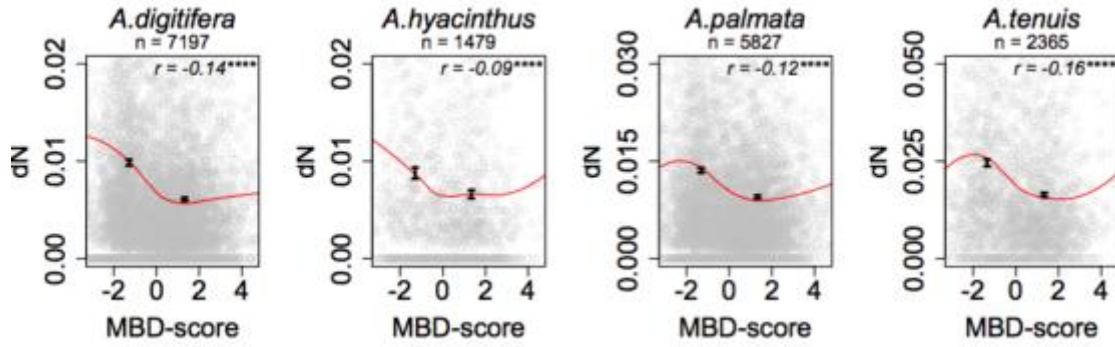 A.digitifera
n = 7197
r = -0.14****
dN
0.00
0.01
0.02
-2 0 2 4
MBD-score
A.hyacinthus
n = 1479
r = -0.09****
dN
0.00
0.01
0.02
-2 0 2 4
MBD-score
A.palmata
n = 5827
r = -0.12****
dN
0.000
0.015
0.030
-2 0 2 4
MBD-score
A.tenuis
n = 2365
r = -0.16****
dN
0.000
0.025
0.050
-2 0 2 4
MBD-score